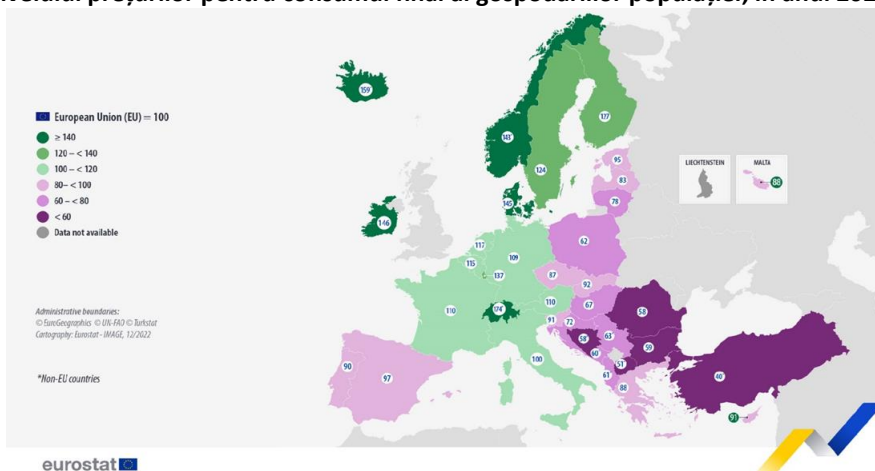 prețurilor pentru consumul final al gospodăriilor populației, în anul
159*
European Union (EU) = 100
≥ 140
120 – < 140
100 – < 120
80– < 100
60 – < 80
< 60
Data not available
143*
124
127
95
83
78
LIECHTENSTEIN
MALTA
88
145
146
117
115
109
137
62
87
92
110
174*
110
67
58
91
72
58*
63*
59
60*
51*
61*
100
88
40*
91
90
97
Administrative boundaries:
© EuroGeographics © UN-FAO © Turkstat
Cartography: Eurostat - IMAGE, 12/2022
*Non-EU countries
eurostat